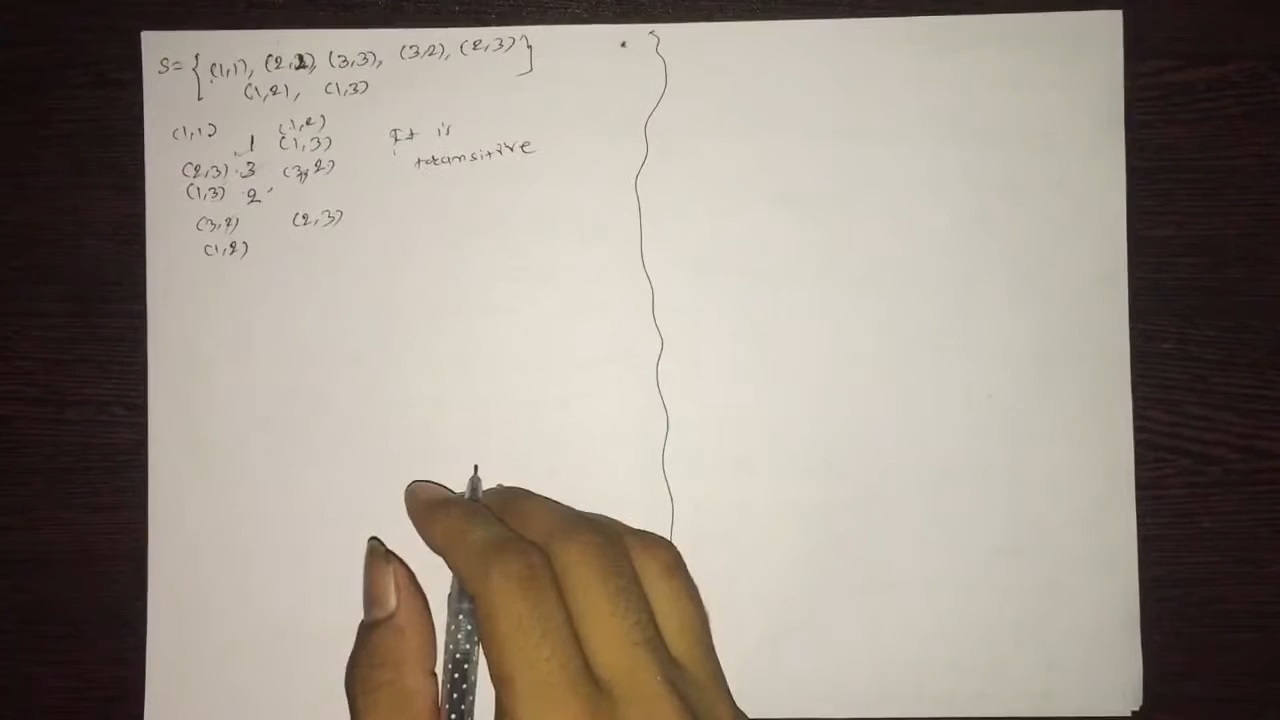 S= { (1,1), (2,2), (3,3), (3,2), (2,3) }
(1,2), (1,3)
(1,1) (1,2)
1 (1,3)
(2,3) 3 (3,2)
(1,3) 2
(3,2) (2,3)
(1,2)
It is
transitive